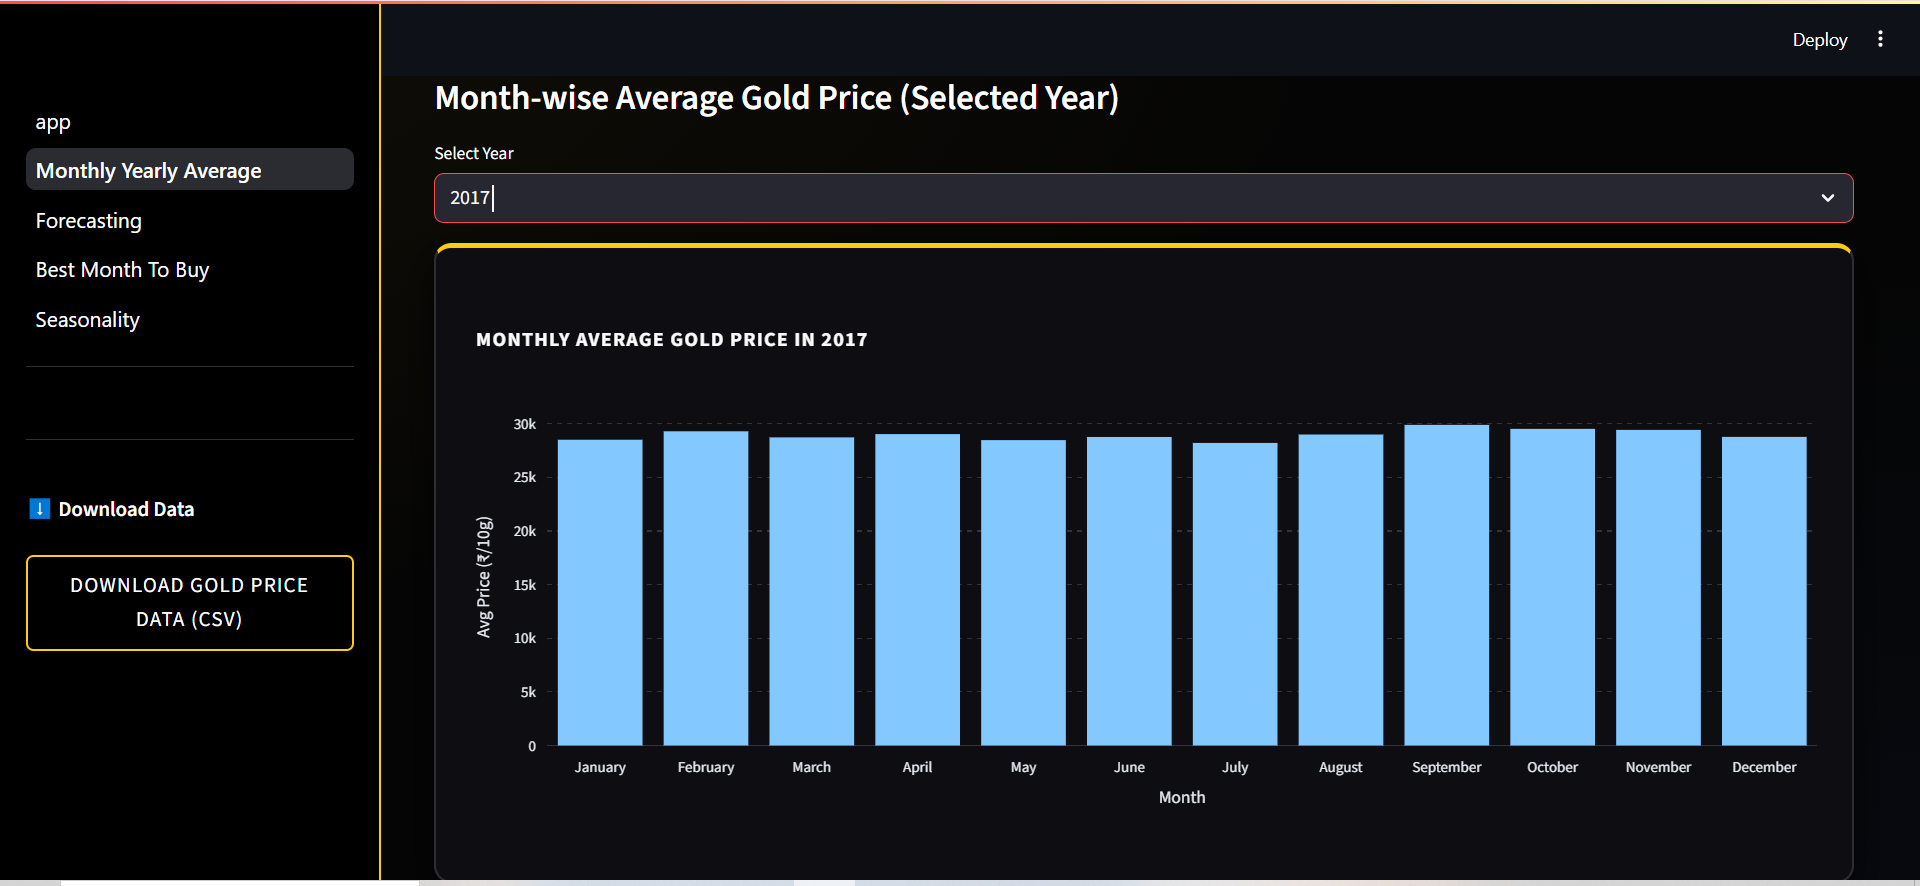 Deploy
app
Monthly Yearly Average
Forecasting
Best Month To Buy
Seasonality
Download Data
DOWNLOAD GOLD PRICE
DATA (CSV)
Month-wise Average Gold Price (Selected Year)
Select Year
2017
MONTHLY AVERAGE GOLD PRICE IN 2017
Avg Price (₹/10g)
30k
25k
20k
15k
10k
5k
0
January February March April May June July August September October November December
Month